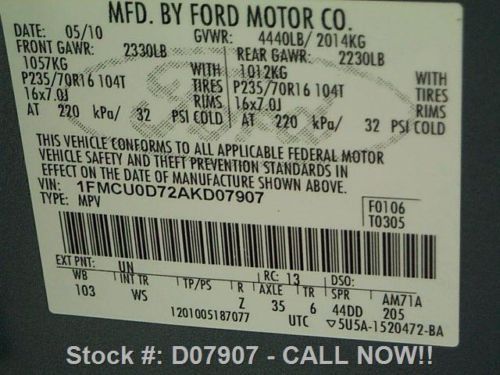 MFD. BY FORD MOTOR CO.
DATE: 05/10 GVWR: 4440LB/ 2014KG
FRONT GAWR: 2330LB REAR GAWR: 2230LB
1057KG WITH 1012KG WITH
P235/70R16 104T TIRES P235/70R16 104T TIRES
16x7.0J RIMS 16x7.0J RIMS
AT 220 kPa/ 32 PSI COLD AT 220 kPa/ 32 PSI COLD
THIS VEHICLE CONFORMS TO ALL APPLICABLE FEDERAL MOTOR
VEHICLE SAFETY AND THEFT PREVENTION STANDARDS IN
EFFECT ON THE DATE OF MANUFACTURE SHOWN ABOVE.
VIN: 1FMCU0D72AKD07907
TYPE: MPV F0106
T0305
EXT PNT: UN RC: 13 DSO:
WB INT TR TP/PS R AXLE TR SPR AM71A
103 WS Z 35 6 44DD 205
1201005187077 UTC ▽5U5A-1520472-BA
Stock #: D07907 - CALL NOW!!